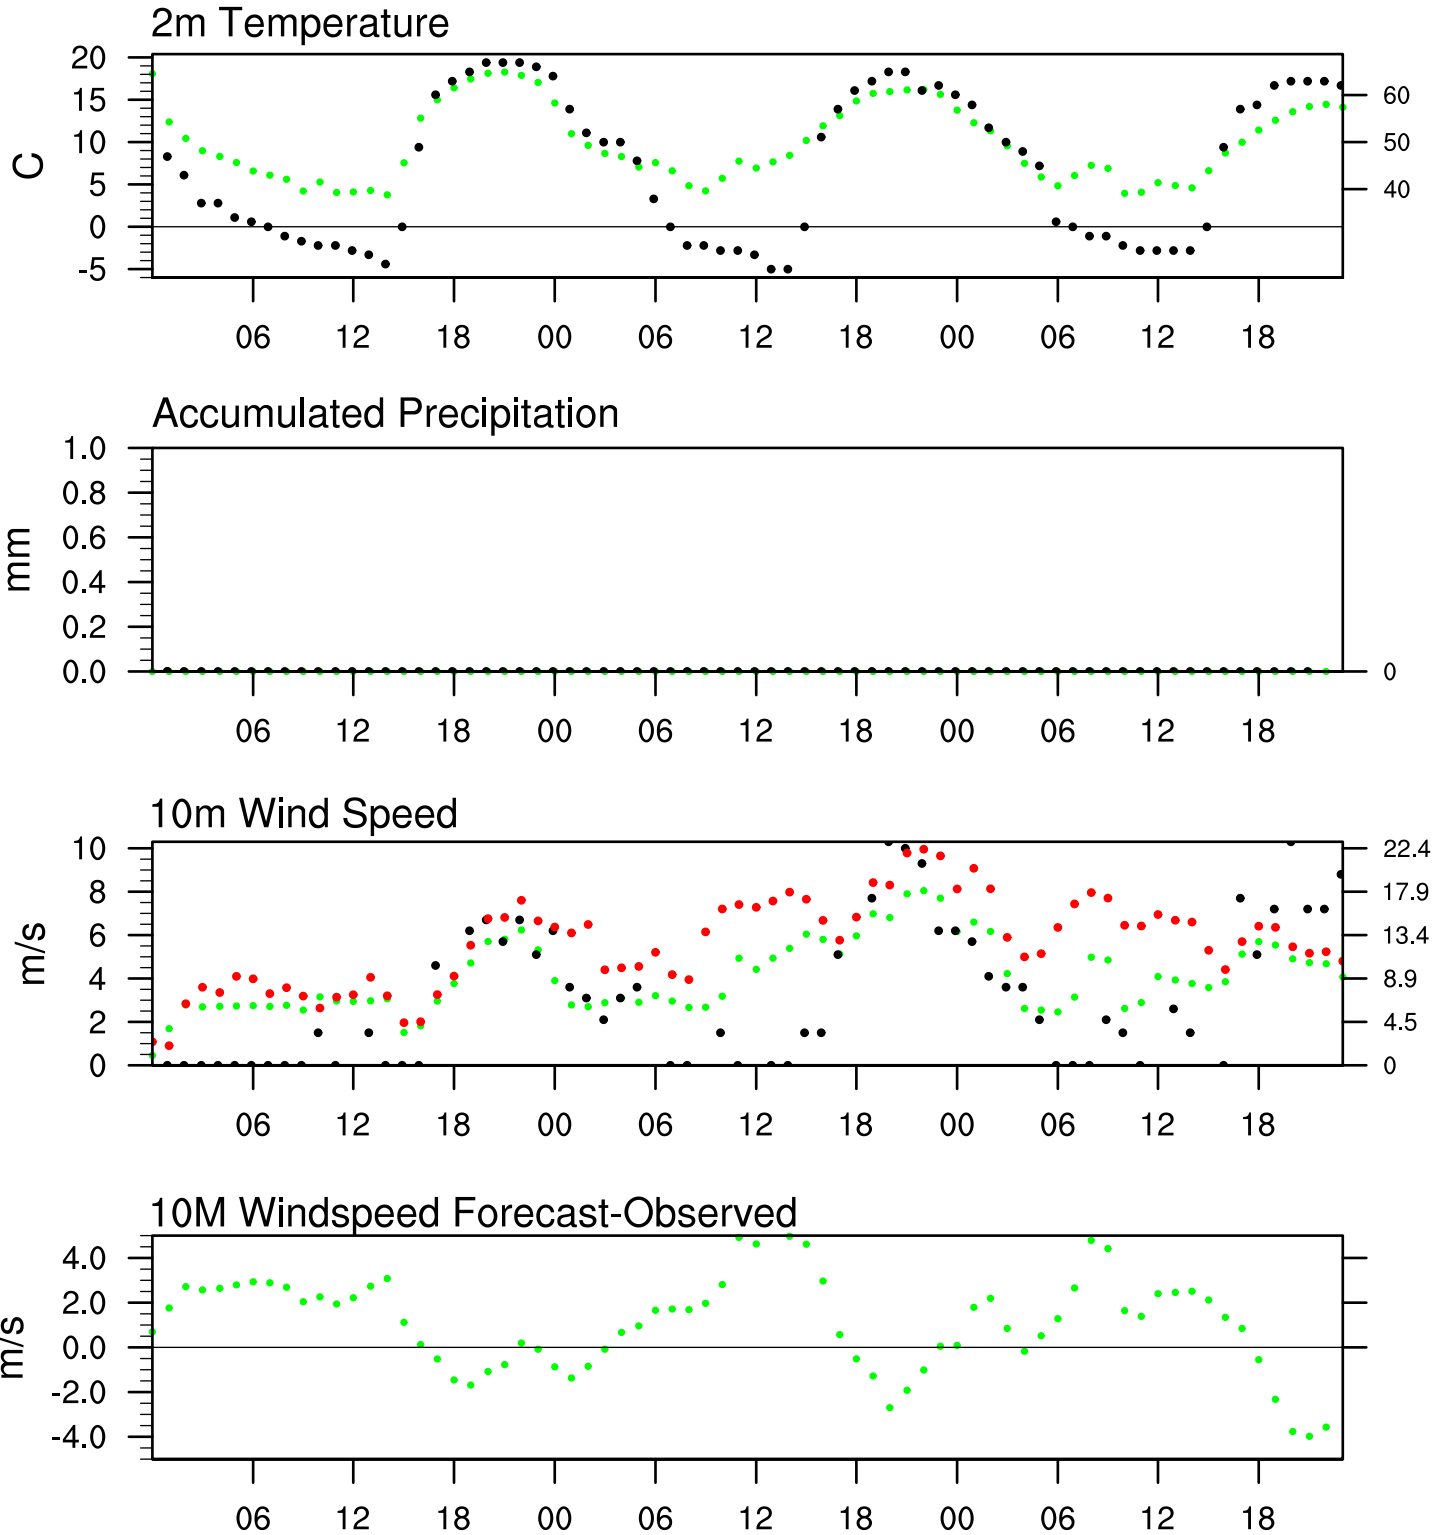 2m Temperature
20
15
10
5
0
-5
C
60
50
40
06 12 18 00 06 12 18 00 06 12 18
Accumulated Precipitation
1.0
0.8
0.6
0.4
0.2
0.0
mm
0
06 12 18 00 06 12 18 00 06 12 18
10m Wind Speed
10
8
6
4
2
0
m/s
22.4
17.9
13.4
8.9
4.5
0
06 12 18 00 06 12 18 00 06 12 18
10M Windspeed Forecast-Observed
4.0
2.0
0.0
-2.0
-4.0
m/s
06 12 18 00 06 12 18 00 06 12 18